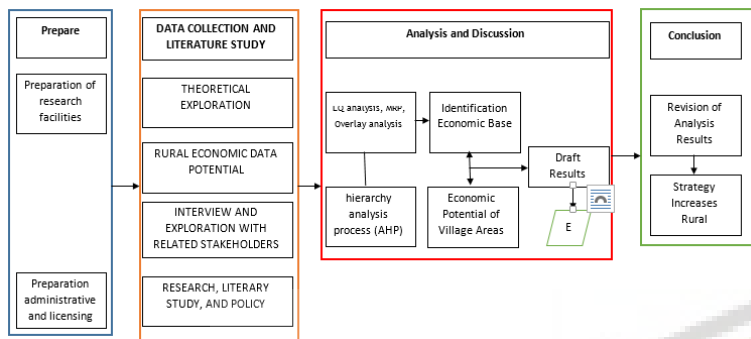 Prepare
Preparation of
research
facilities
Preparation
administrative
and licensing
DATA COLLECTION AND
LITERATURE STUDY
THEORETICAL
EXPLORATION
RURAL ECONOMIC DATA
POTENTIAL
INTERVIEW AND
EXPLORATION WITH
RELATED STAKEHOLDERS
RESEARCH, LITERARY
STUDY, AND POLICY
Analysis and Discussion
LQ analysis, MRP,
Overlay analysis
hierarchy
analysis
process (AHP)
Identification
Economic Base
Economic
Potential of
Village Areas
Draft
Results
E
Conclusion
Revision of
Analysis
Results
Strategy
Increases
Rural